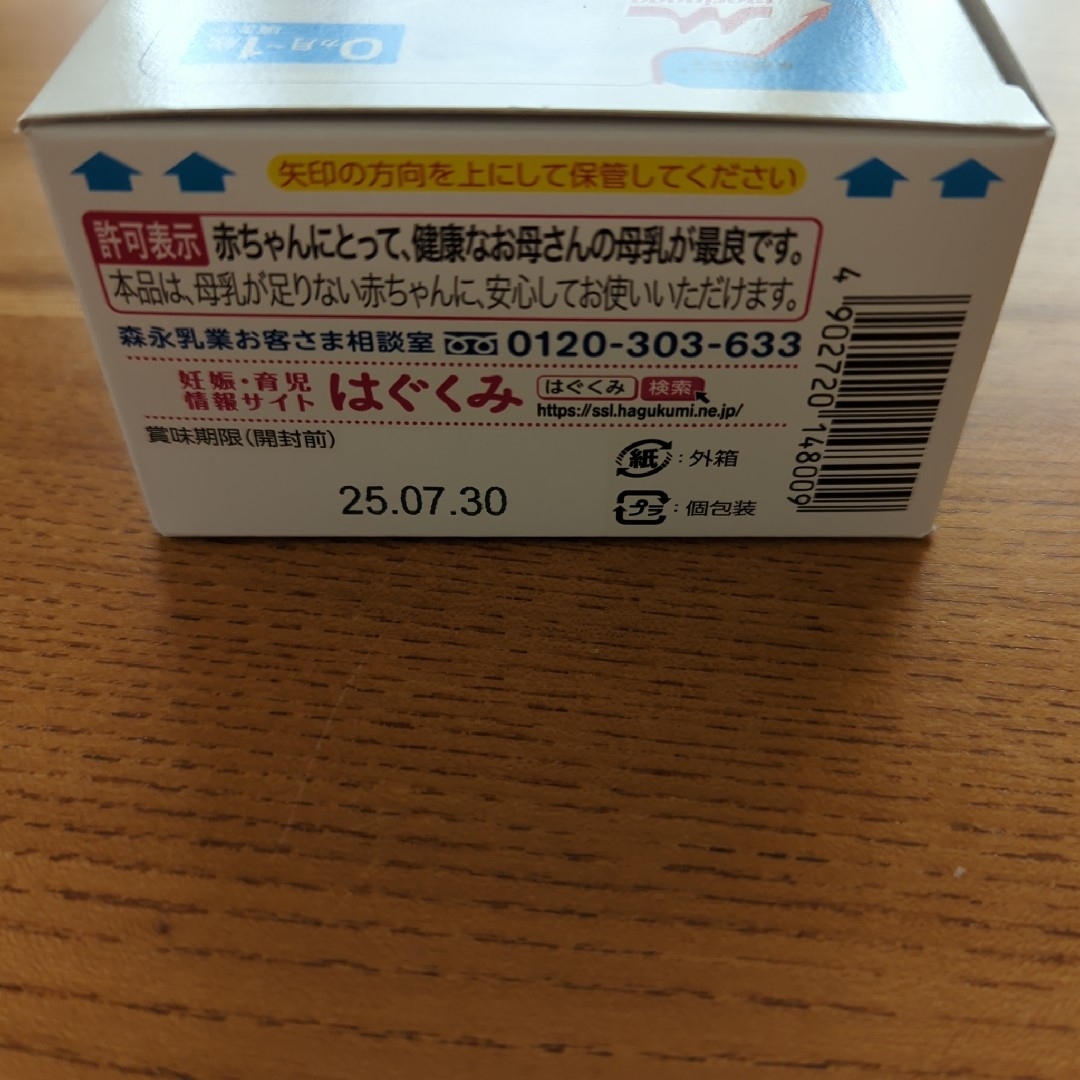 0ヵ月~1歳
矢印の方向を上にして保管してください
許可表示 赤ちゃんにとって、健康なお母さんの母乳が最良です。
本品は、母乳が足りない赤ちゃんに、安心してお使いいただけます。
森永乳業お客さま相談室 0120-303-633
妊娠・育児
情報サイト
はぐくみ
はぐくみ 検索
https://ssl.hagukumi.ne.jp/
賞味期限(開封前)
25.07.30
紙:外箱
プラ:個包装
4 902720 148009